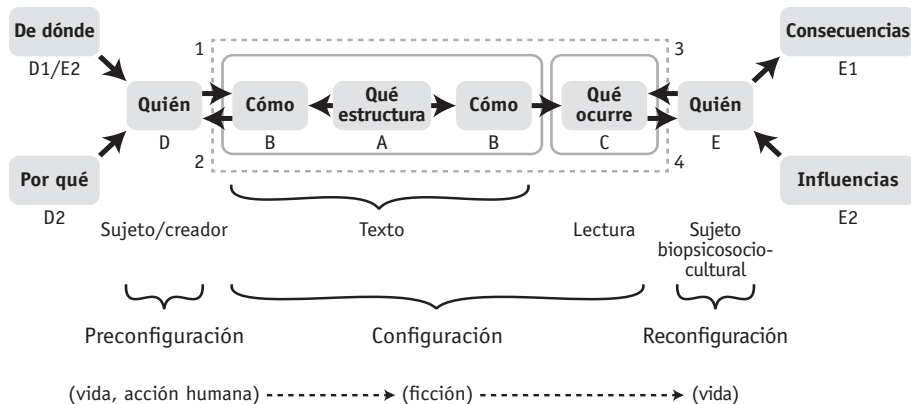 De dónde
D1/E2
1
3
Consecuencias
E1
Quién
D
Cómo
B
Qué
estructura
A
Cómo
B
Qué
ocurre
C
Quién
E
Por qué
D2
2
4
Influencias
E2
Sujeto/creador
Texto
Lectura
Sujeto
biopsicosocio-
cultural
Preconfiguración
Configuración
Reconfiguración
(vida, acción humana)
(ficción)
(vida)